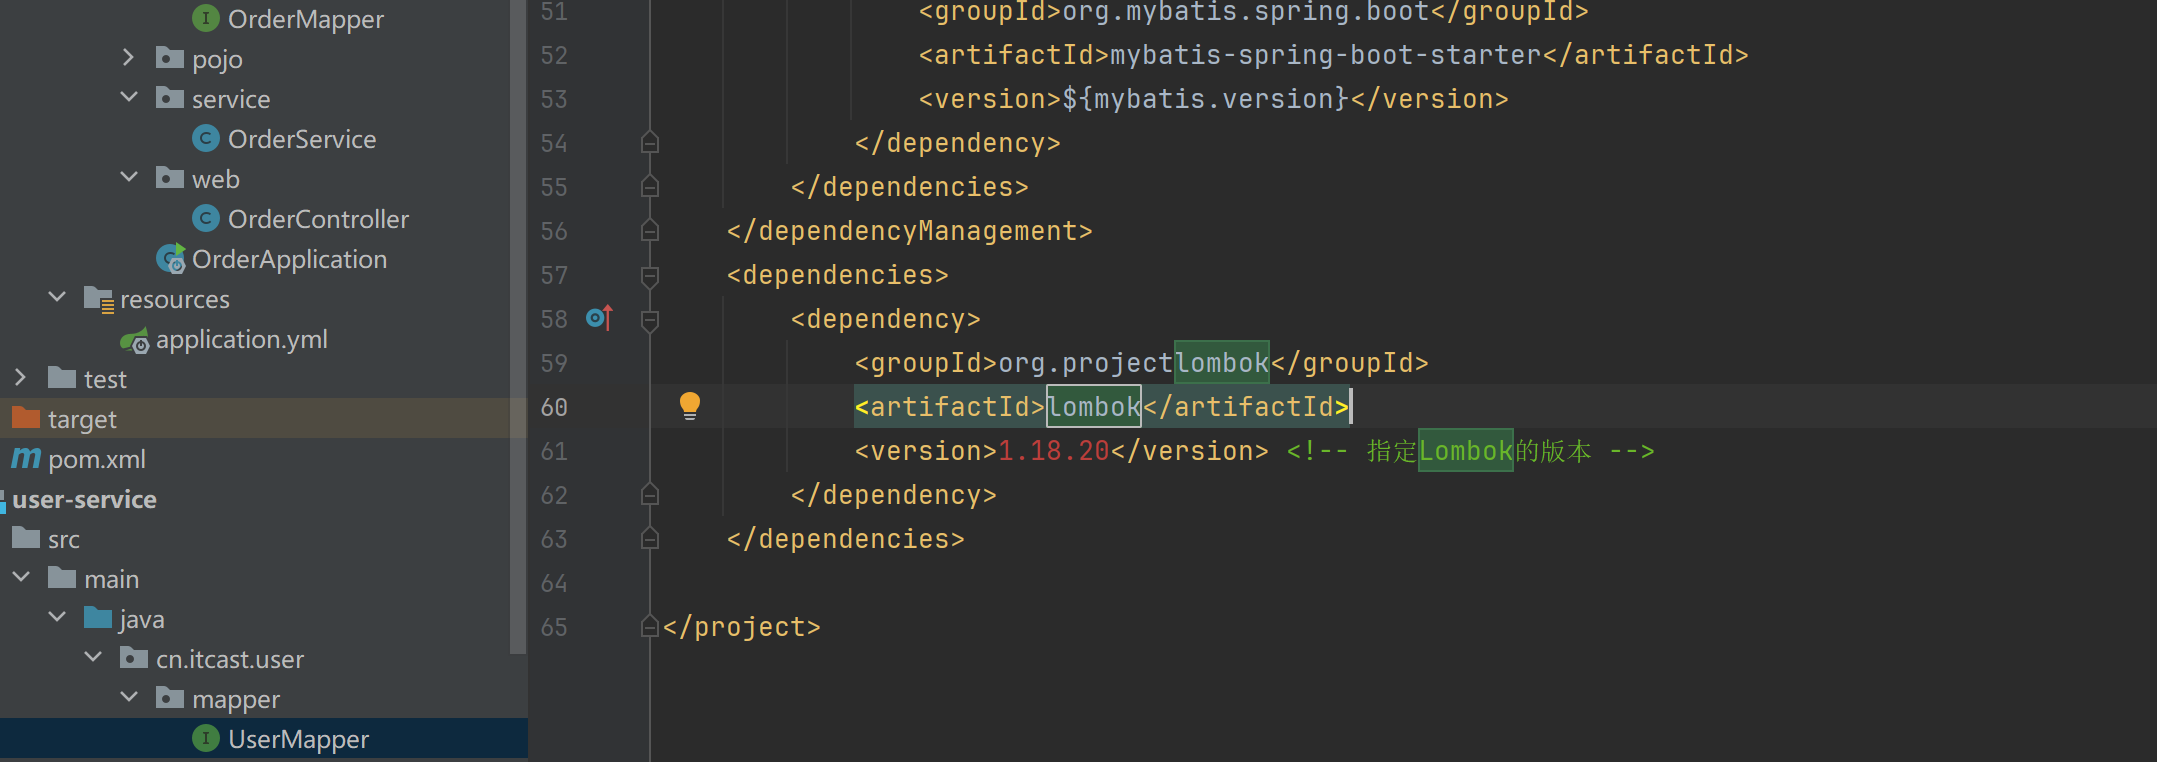 OrderMapper
pojo
service
OrderService
web
OrderController
OrderApplication
resources
application.yml
test
target
pom.xml
user-service
src
main
java
cn.itcast.user
mapper
UserMapper
51 <groupId>org.mybatis.spring.boot</groupId>
52 <artifactId>mybatis-spring-boot-starter</artifactId>
53 <version>${mybatis.version}</version>
54 </dependency>
55 </dependencies>
56 </dependencyManagement>
57 <dependencies>
58 <dependency>
59 <groupId>org.projectlombok</groupId>
60 <artifactId>lombok</artifactId>
61 <version>1.18.20</version> <!-- 指定Lombok的版本 -->
62 </dependency>
63 </dependencies>
64
65 </project>